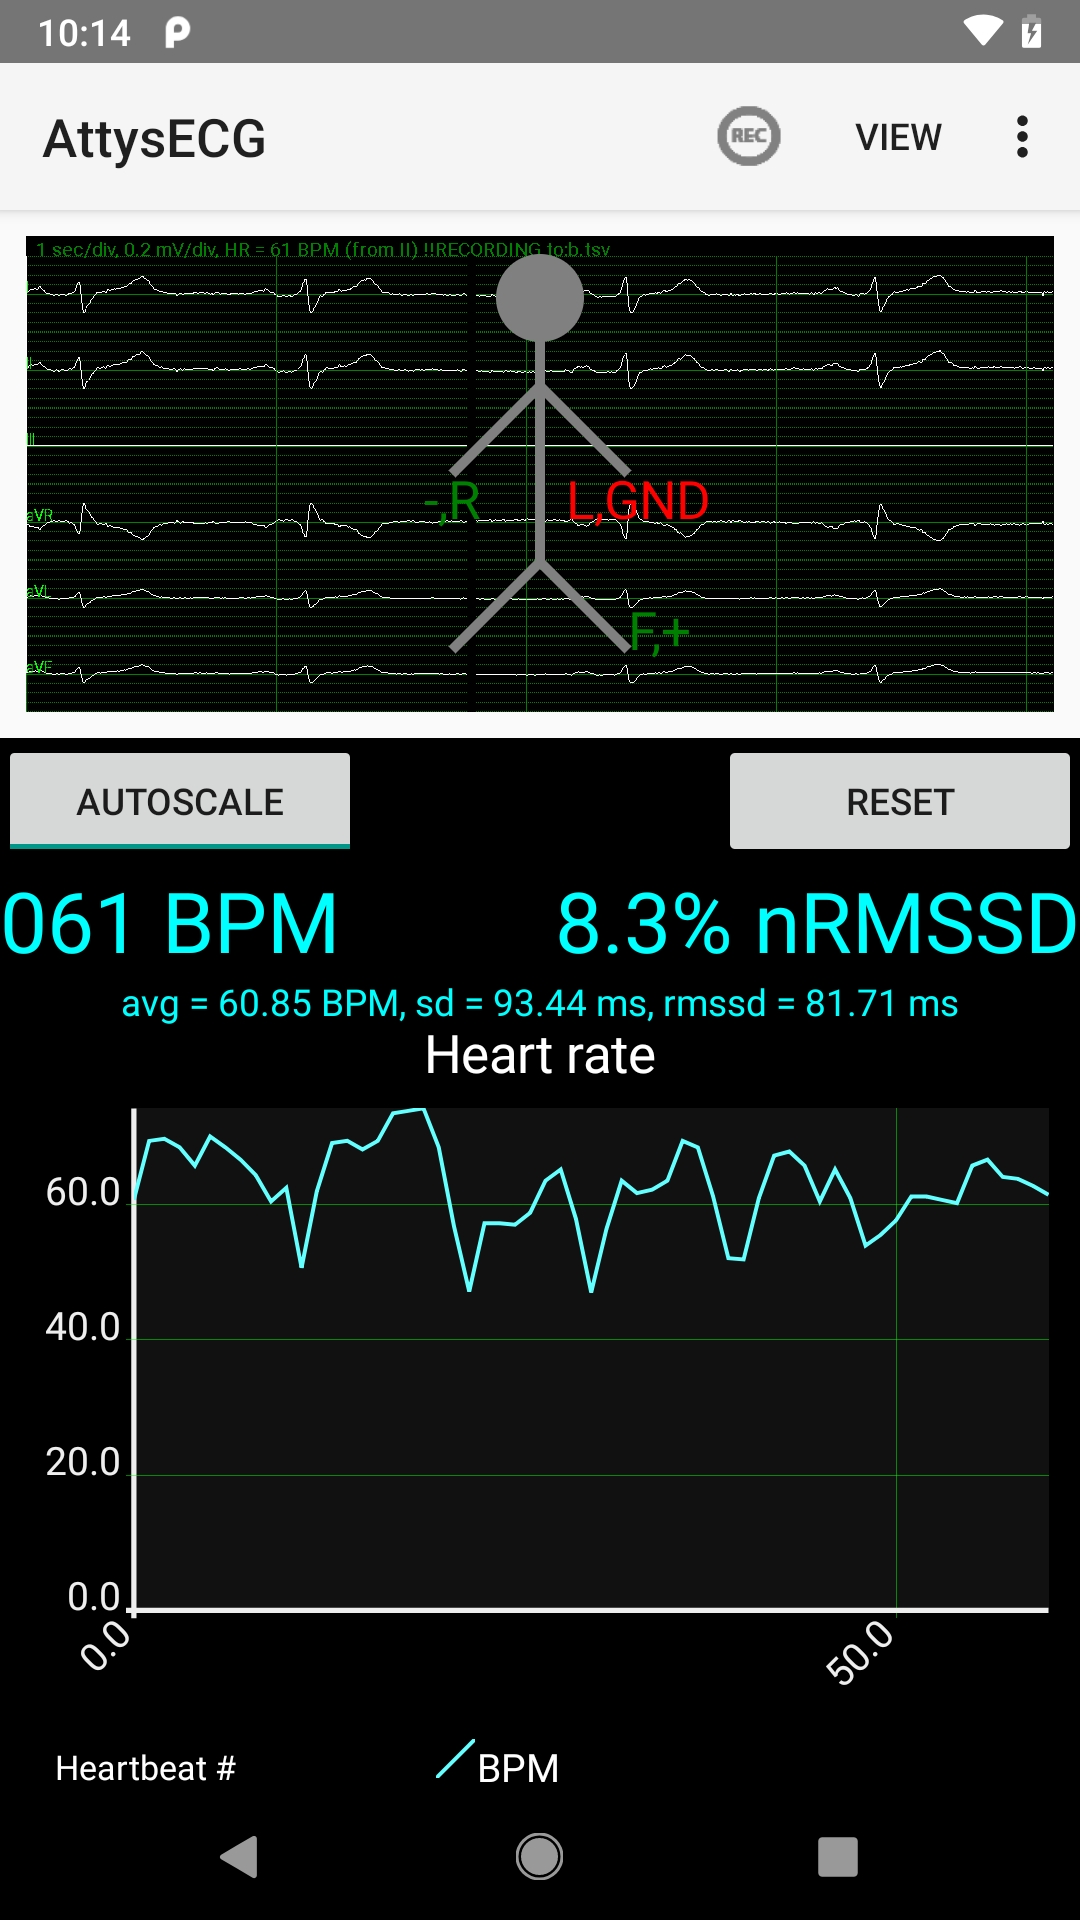 10:14
AttysECG
REC
VIEW
1 sec/div, 0.2 mV/div, HR = 61 BPM (from II) !!RECORDING to:b.tsv
II
III
aVR
-,R
L,GND
aVL
F,+
aVF
AUTOSCALE
RESET
061 BPM
8.3% nRMSSD
avg = 60.85 BPM, sd = 93.44 ms, rmssd = 81.71 ms
Heart rate
60.0
40.0
20.0
0.0
0.0
50.0
Heartbeat #
BPM